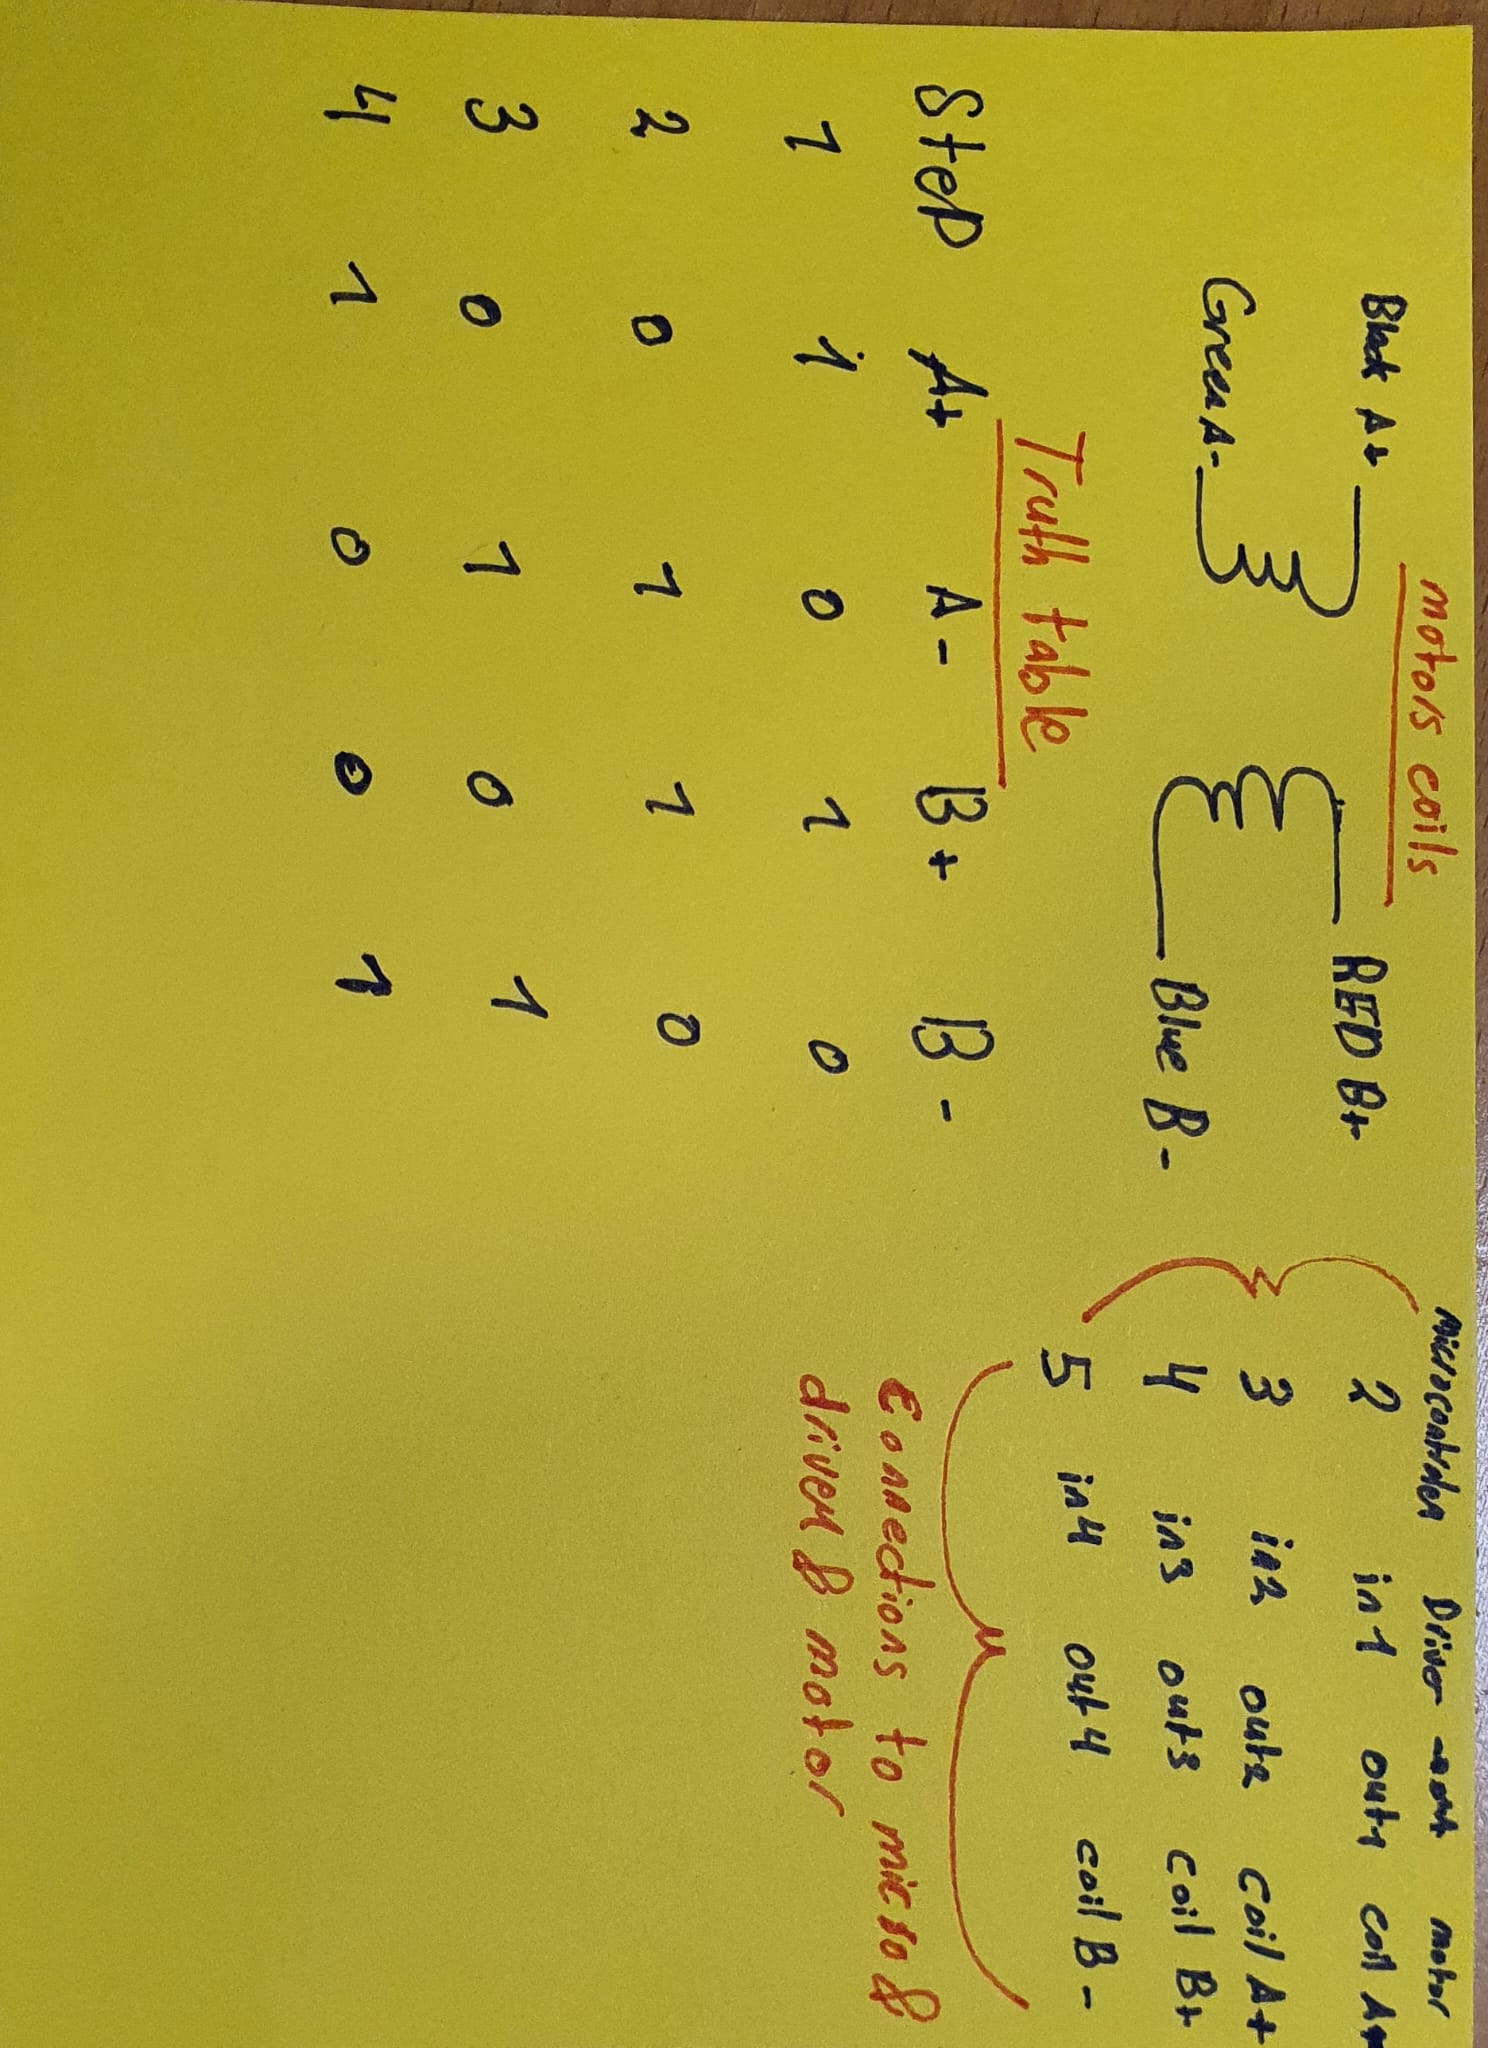 motors coils
Black A+ RED B+
Green A- Blue B-
microcontroler Driver out motor
2 in1 out1 coil A+
3 in2 out2 coil A+
4 in3 out3 coil B+
5 in4 out4 coil B-
Connections to micro &
driver & motor
Truth table
Step A+ A- B+ B-
1 1 0 1 0
2 0 1 1 0
3 0 1 0 1
4 1 0 0 1